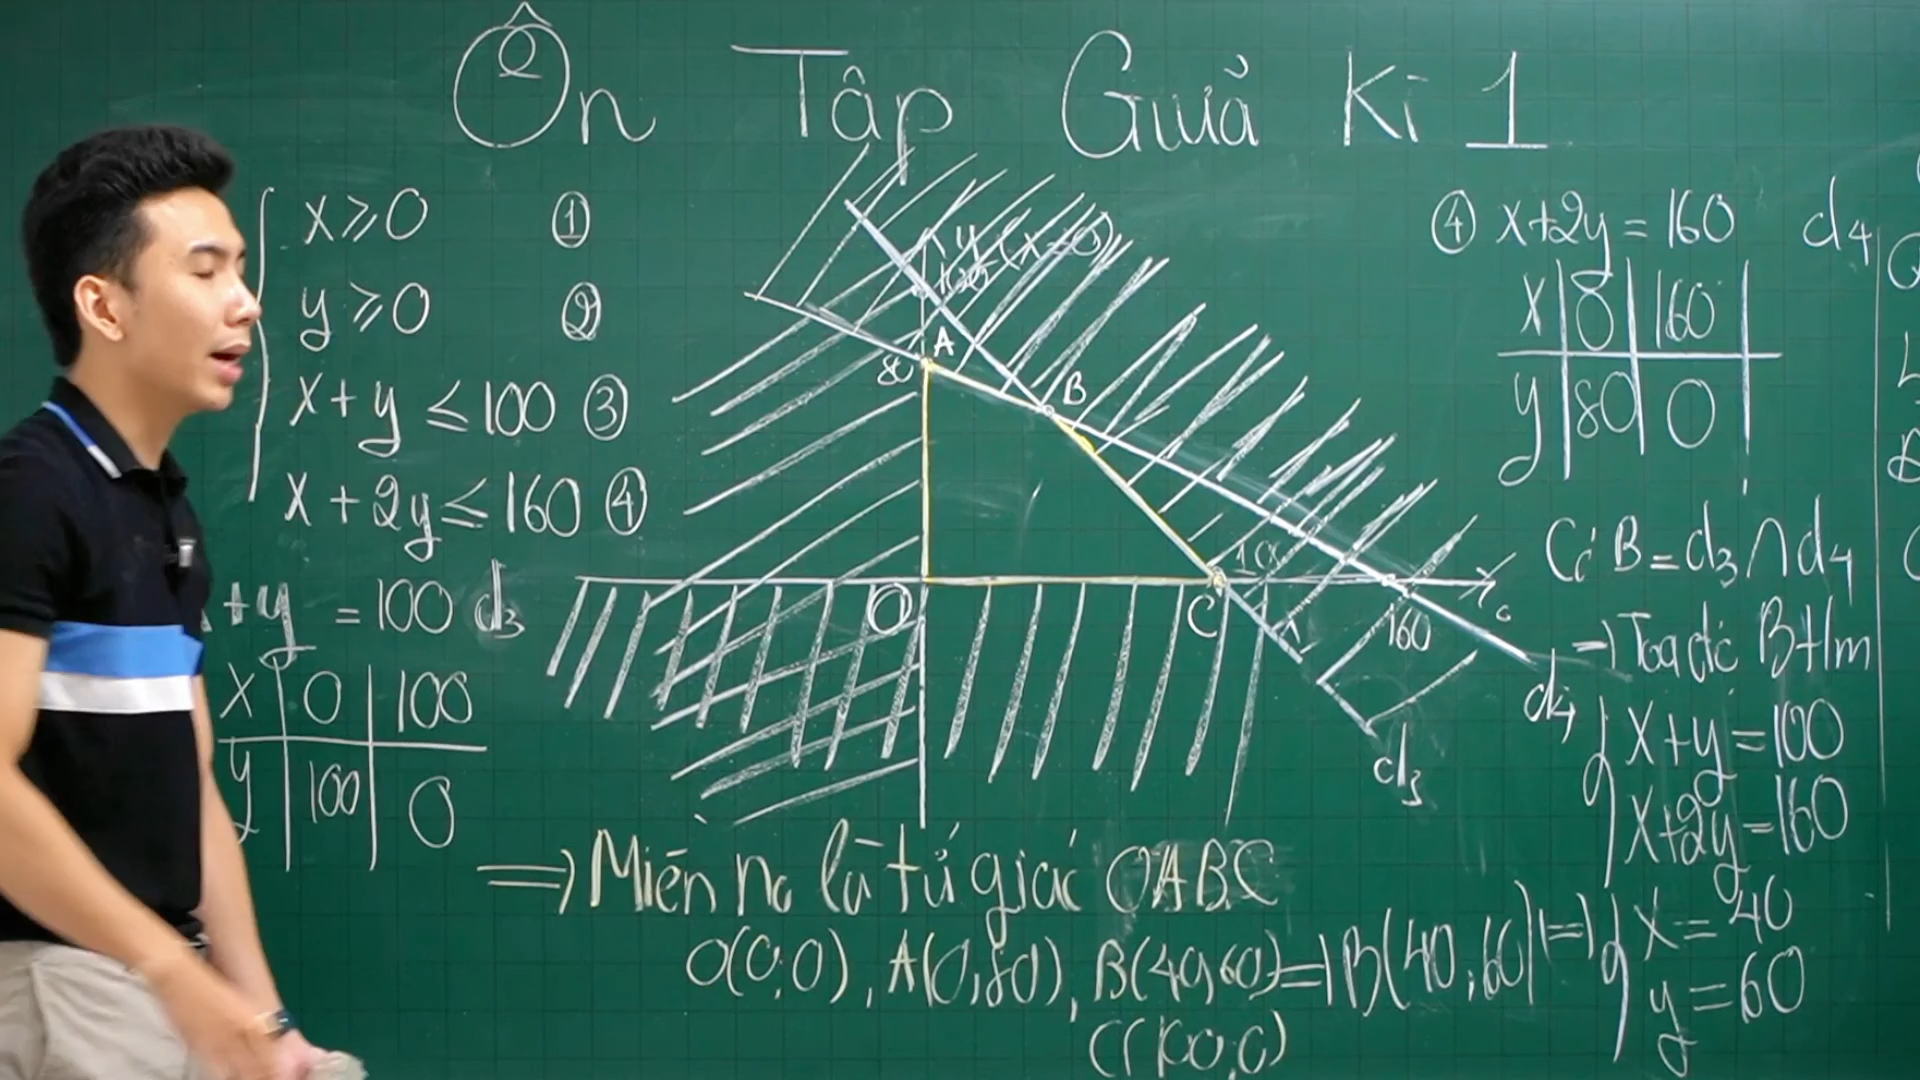 Ôn Tập Giữa Kì 1
x ⩾ 0 ①
y ⩾ 0 ②
x + y ≤ 100 ③
x + 2y ≤ 160 ④
+y = 100 d3
x | 0 | 100
y | 100 | 0
y (x=0)
100
A
80
B
O
C
100
160
d4
d3
④ x+2y = 160 d4
x | 0 | 160
y | 80 | 0
Có B = d3 ∩ d4
⇒ Toạ độ B t/m
{ x+y = 100
x+2y = 160
⇒ { x = 40
y = 60
⇒ B(40;60)
⇒ Miền no là tứ giác OABC
O(0;0), A(0;80), B(40;60)
C(100;0)